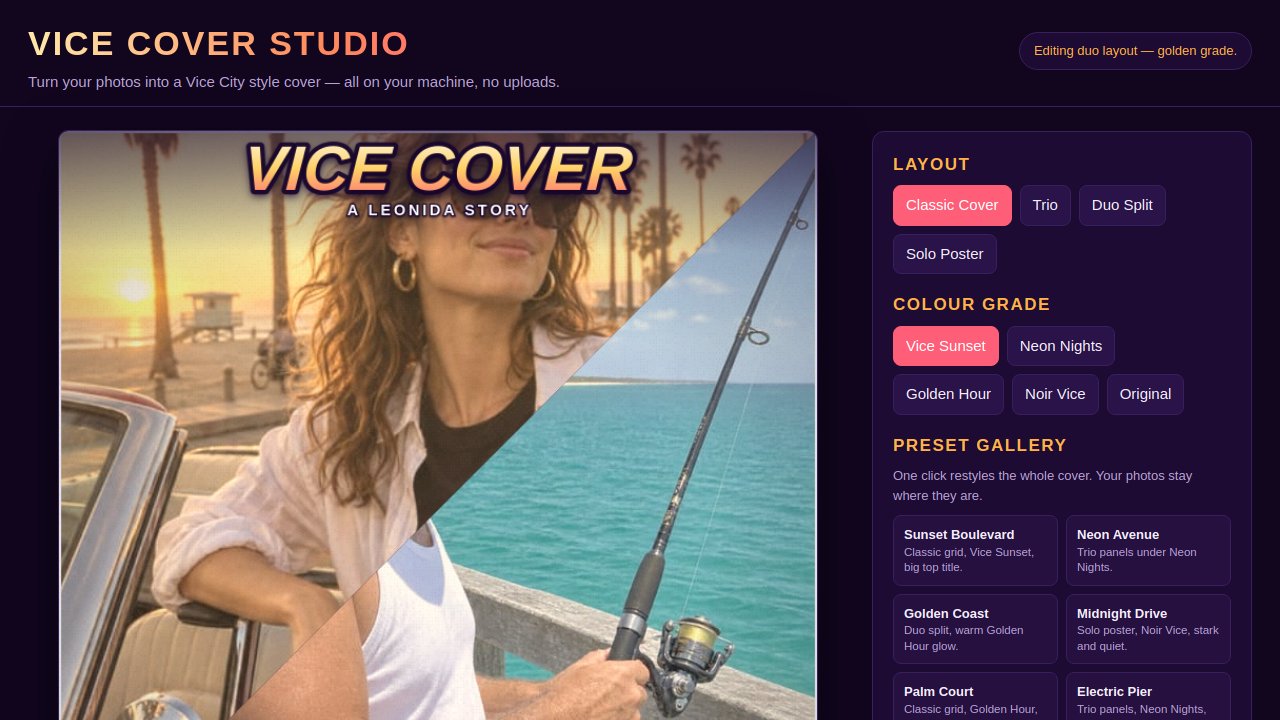 VICE COVER STUDIO
Turn your photos into a Vice City style cover — all on your machine, no uploads.
Editing duo layout — golden grade.
VICE COVER
A LEONIDA STORY
LAYOUT
Classic Cover
Trio
Duo Split
Solo Poster
COLOUR GRADE
Vice Sunset
Neon Nights
Golden Hour
Noir Vice
Original
PRESET GALLERY
One click restyles the whole cover. Your photos stay
where they are.
Sunset Boulevard
Classic grid, Vice Sunset,
big top title.
Neon Avenue
Trio panels under Neon
Nights.
Golden Coast
Duo split, warm Golden
Hour glow.
Midnight Drive
Solo poster, Noir Vice, stark
and quiet.
Palm Court
Classic grid, Golden Hour,
Electric Pier
Trio panels, Neon Nights,